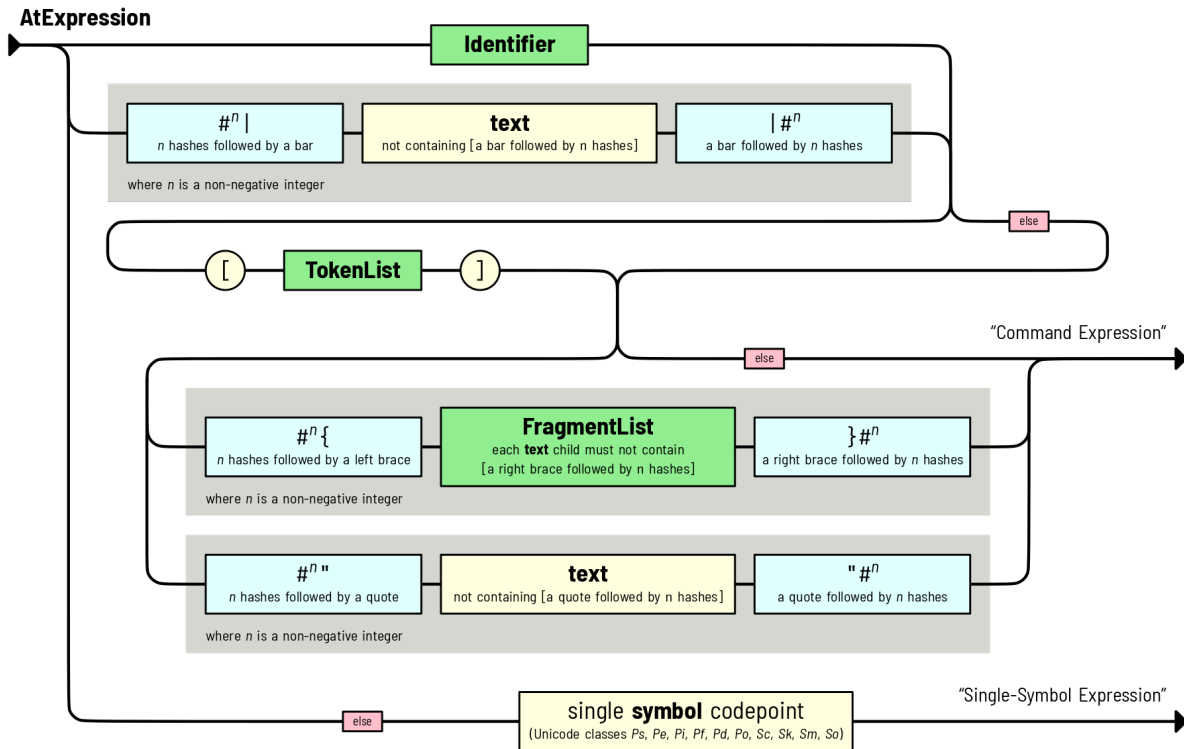 AtExpression
Identifier
#ⁿ|
n hashes followed by a bar
text
not containing [a bar followed by n hashes]
|#ⁿ
a bar followed by n hashes
where n is a non-negative integer
else
[
TokenList
]
“Command Expression”
else
#ⁿ{
n hashes followed by a left brace
FragmentList
each text child must not contain
[a right brace followed by n hashes]
}#ⁿ
a right brace followed by n hashes
where n is a non-negative integer
#ⁿ"
n hashes followed by a quote
text
not containing [a quote followed by n hashes]
"#ⁿ
a quote followed by n hashes
where n is a non-negative integer
“Single-Symbol Expression”
else
single symbol codepoint
(Unicode classes Ps, Pe, Pi, Pf, Pd, Po, Sc, Sk, Sm, So)